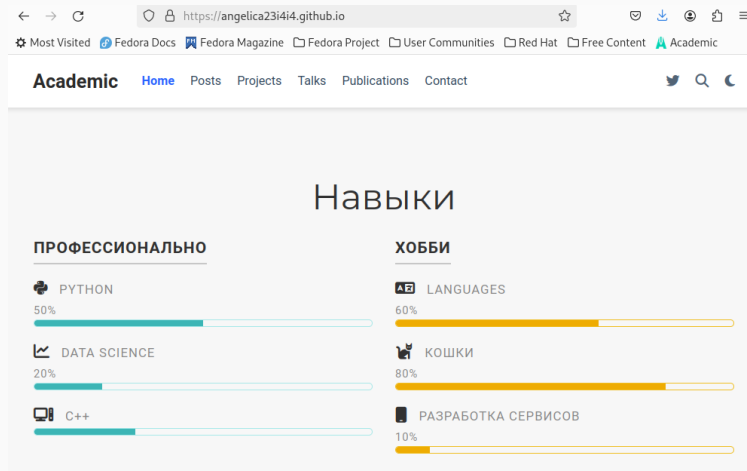 https://angelica23i4i4.github.io
Most Visited Fedora Docs Fedora Magazine Fedora Project User Communities Red Hat Free Content Academic
Academic Home Posts Projects Talks Publications Contact
Навыки
ПРОФЕССИОНАЛЬНО
PYTHON
50%
DATA SCIENCE
20%
C++
ХОББИ
LANGUAGES
60%
КОШКИ
80%
РАЗРАБОТКА СЕРВИСОВ
10%